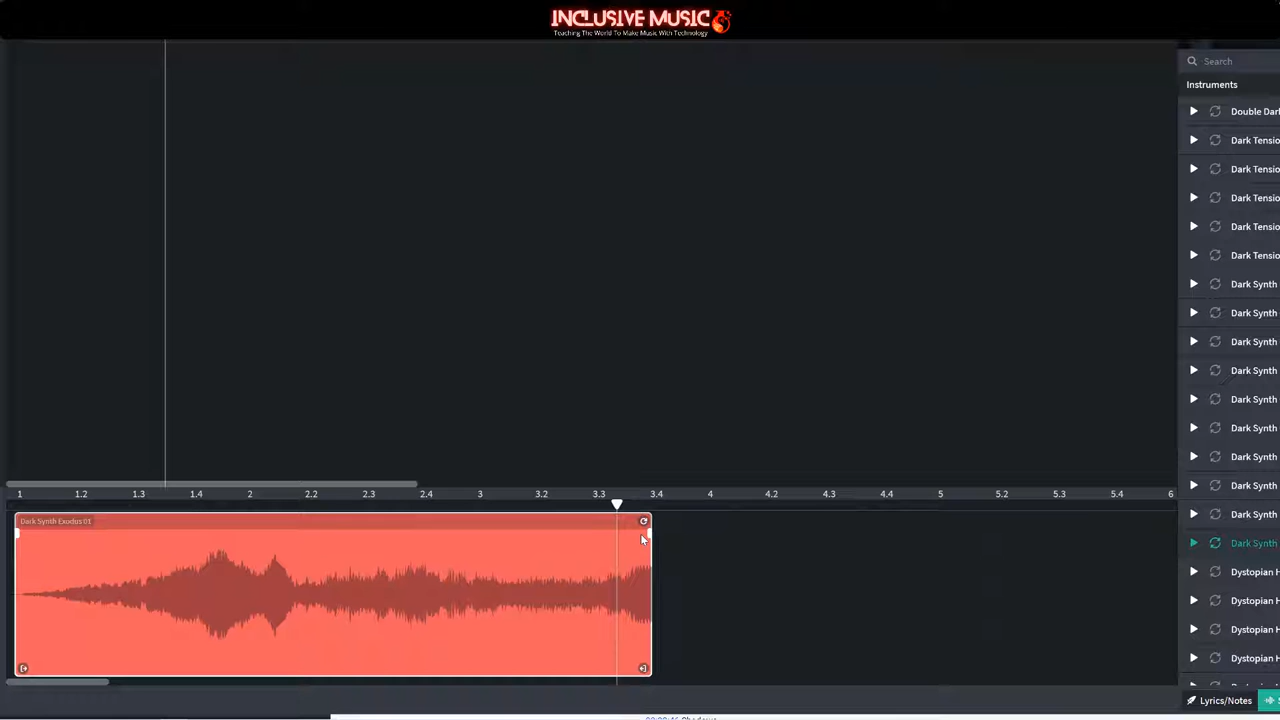 INCLUSIVE MUSIC
Teaching The World To Make Music With Technology
Search
Instruments
Double Dar
Dark Tensio
Dark Tensio
Dark Tensio
Dark Tensio
Dark Tensio
Dark Synth
Dark Synth
Dark Synth
Dark Synth
Dark Synth
Dark Synth
Dark Synth
Dark Synth
Dark Synth
Dark Synth
Dystopian H
Dystopian H
Dystopian H
Dystopian H
1 1.2 1.3 1.4 2 2.2 2.3 2.4 3 3.2 3.3 3.4 4 4.2 4.3 4.4 5 5.2 5.3 5.4 6
Dark Synth Exodus 01
Lyrics/Notes